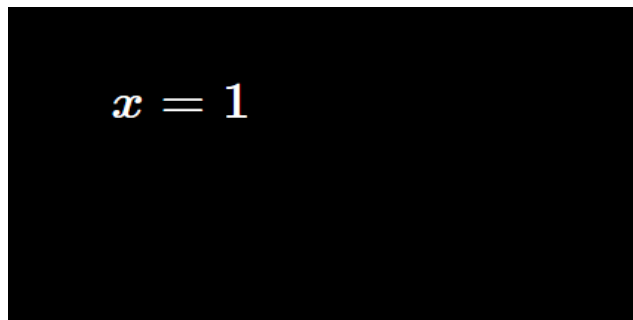 x = 1